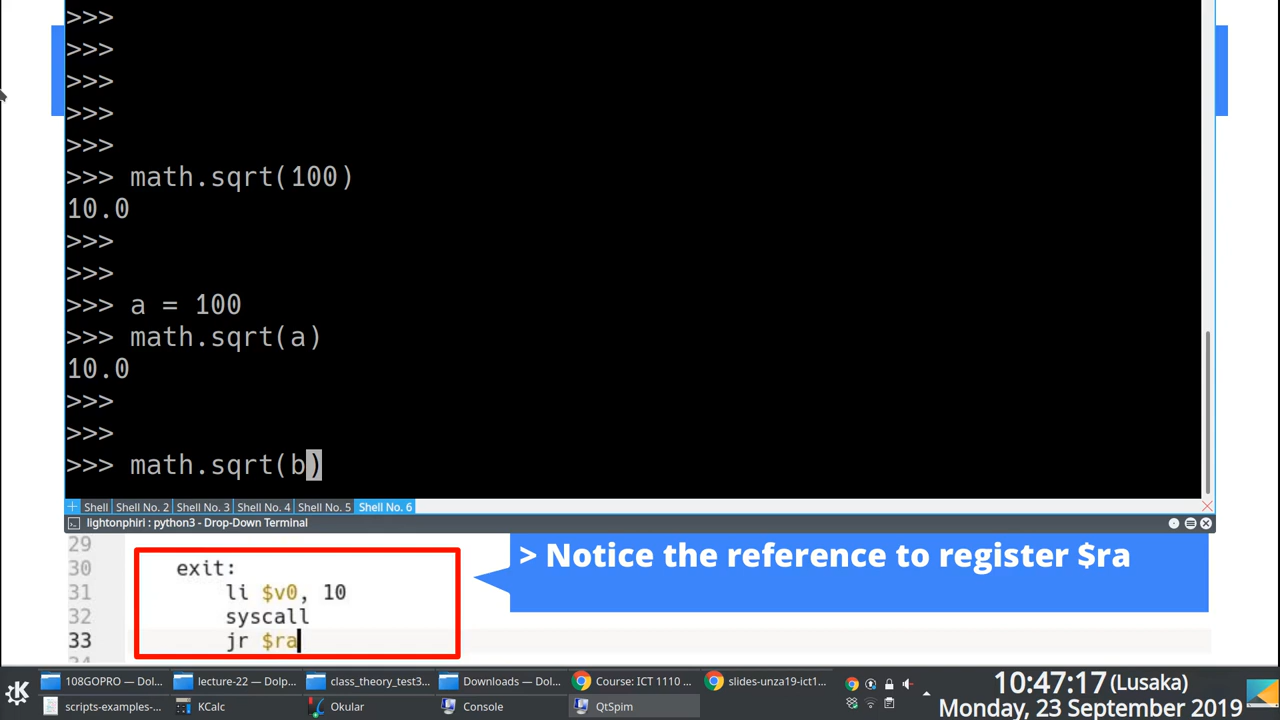 >>>
>>>
>>>
>>>
>>>
>>> math.sqrt(100)
10.0
>>>
>>>
>>> a = 100
>>> math.sqrt(a)
10.0
>>>
>>>
>>> math.sqrt(b)
Shell Shell No. 2 Shell No. 3 Shell No. 4 Shell No. 5 Shell No. 6
lightonphiri : python3 - Drop-Down Terminal
29
30 exit:
31 li $v0, 10
32 syscall
33 jr $ra
> Notice the reference to register $ra
108GOPRO — Dol... lecture-22 — Dolp... class_theory_test3... Downloads — Dol... Course: ICT 1110 ... slides-unza19-ict1...
scripts-examples-... KCalc Okular Console QtSpim
10:47:17 (Lusaka)
Monday, 23 September 2019